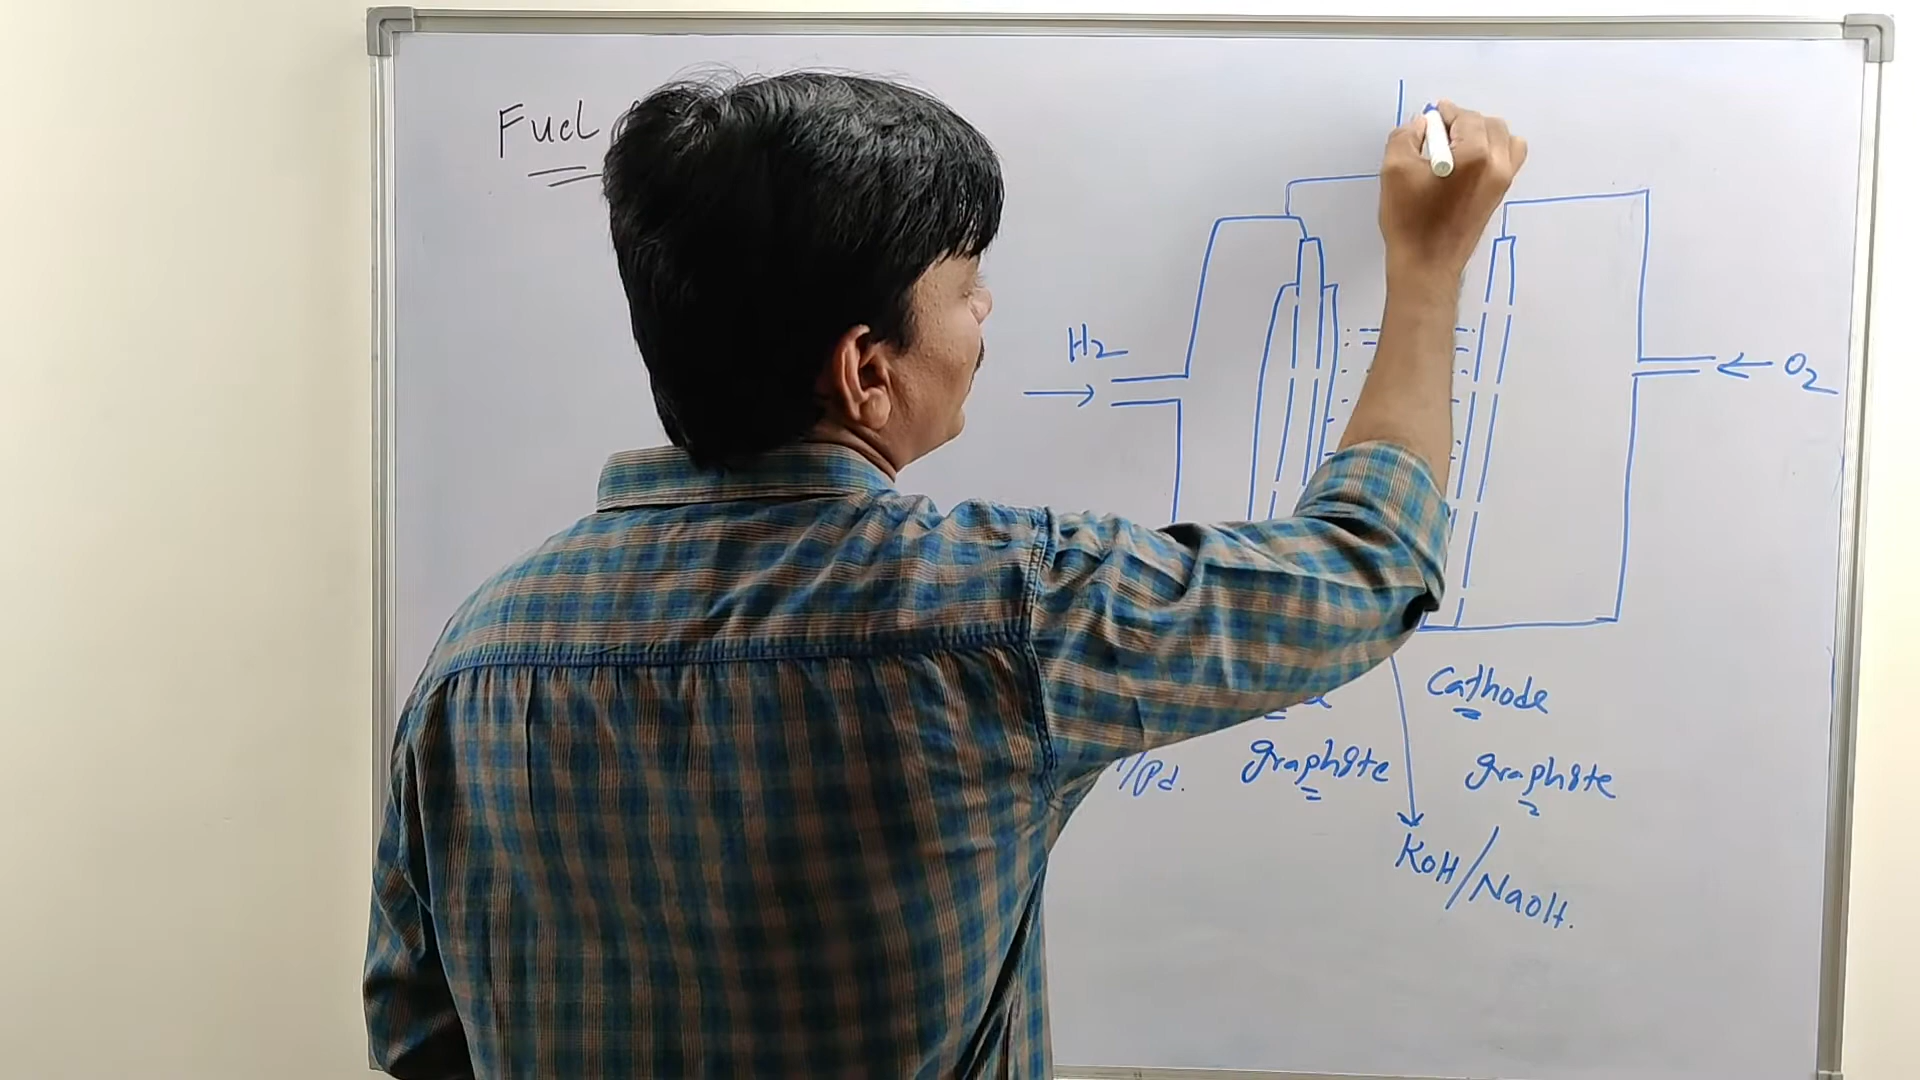 Fuel
H2
O2
Cathode
/Pd.
graphite
graphite
KOH/NaOH.